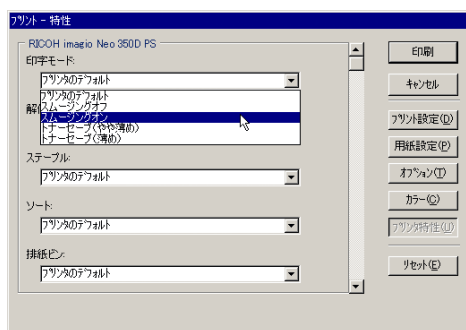 プリント - 特性
RICOH imagio Neo 350D PS
印字モード:
プリンタのデフォルト
プリンタのデフォルト
スムージングオフ
スムージングオン
トナーセーブ(やや薄め)
トナーセーブ(薄め)
解
ステープル:
プリンタのデフォルト
ソート:
プリンタのデフォルト
排紙ビン:
プリンタのデフォルト
印刷
キャンセル
プリント設定(D)
用紙設定(P)
オプション(T)
カラー(C)
プリンタ特性(U)
リセット(E)